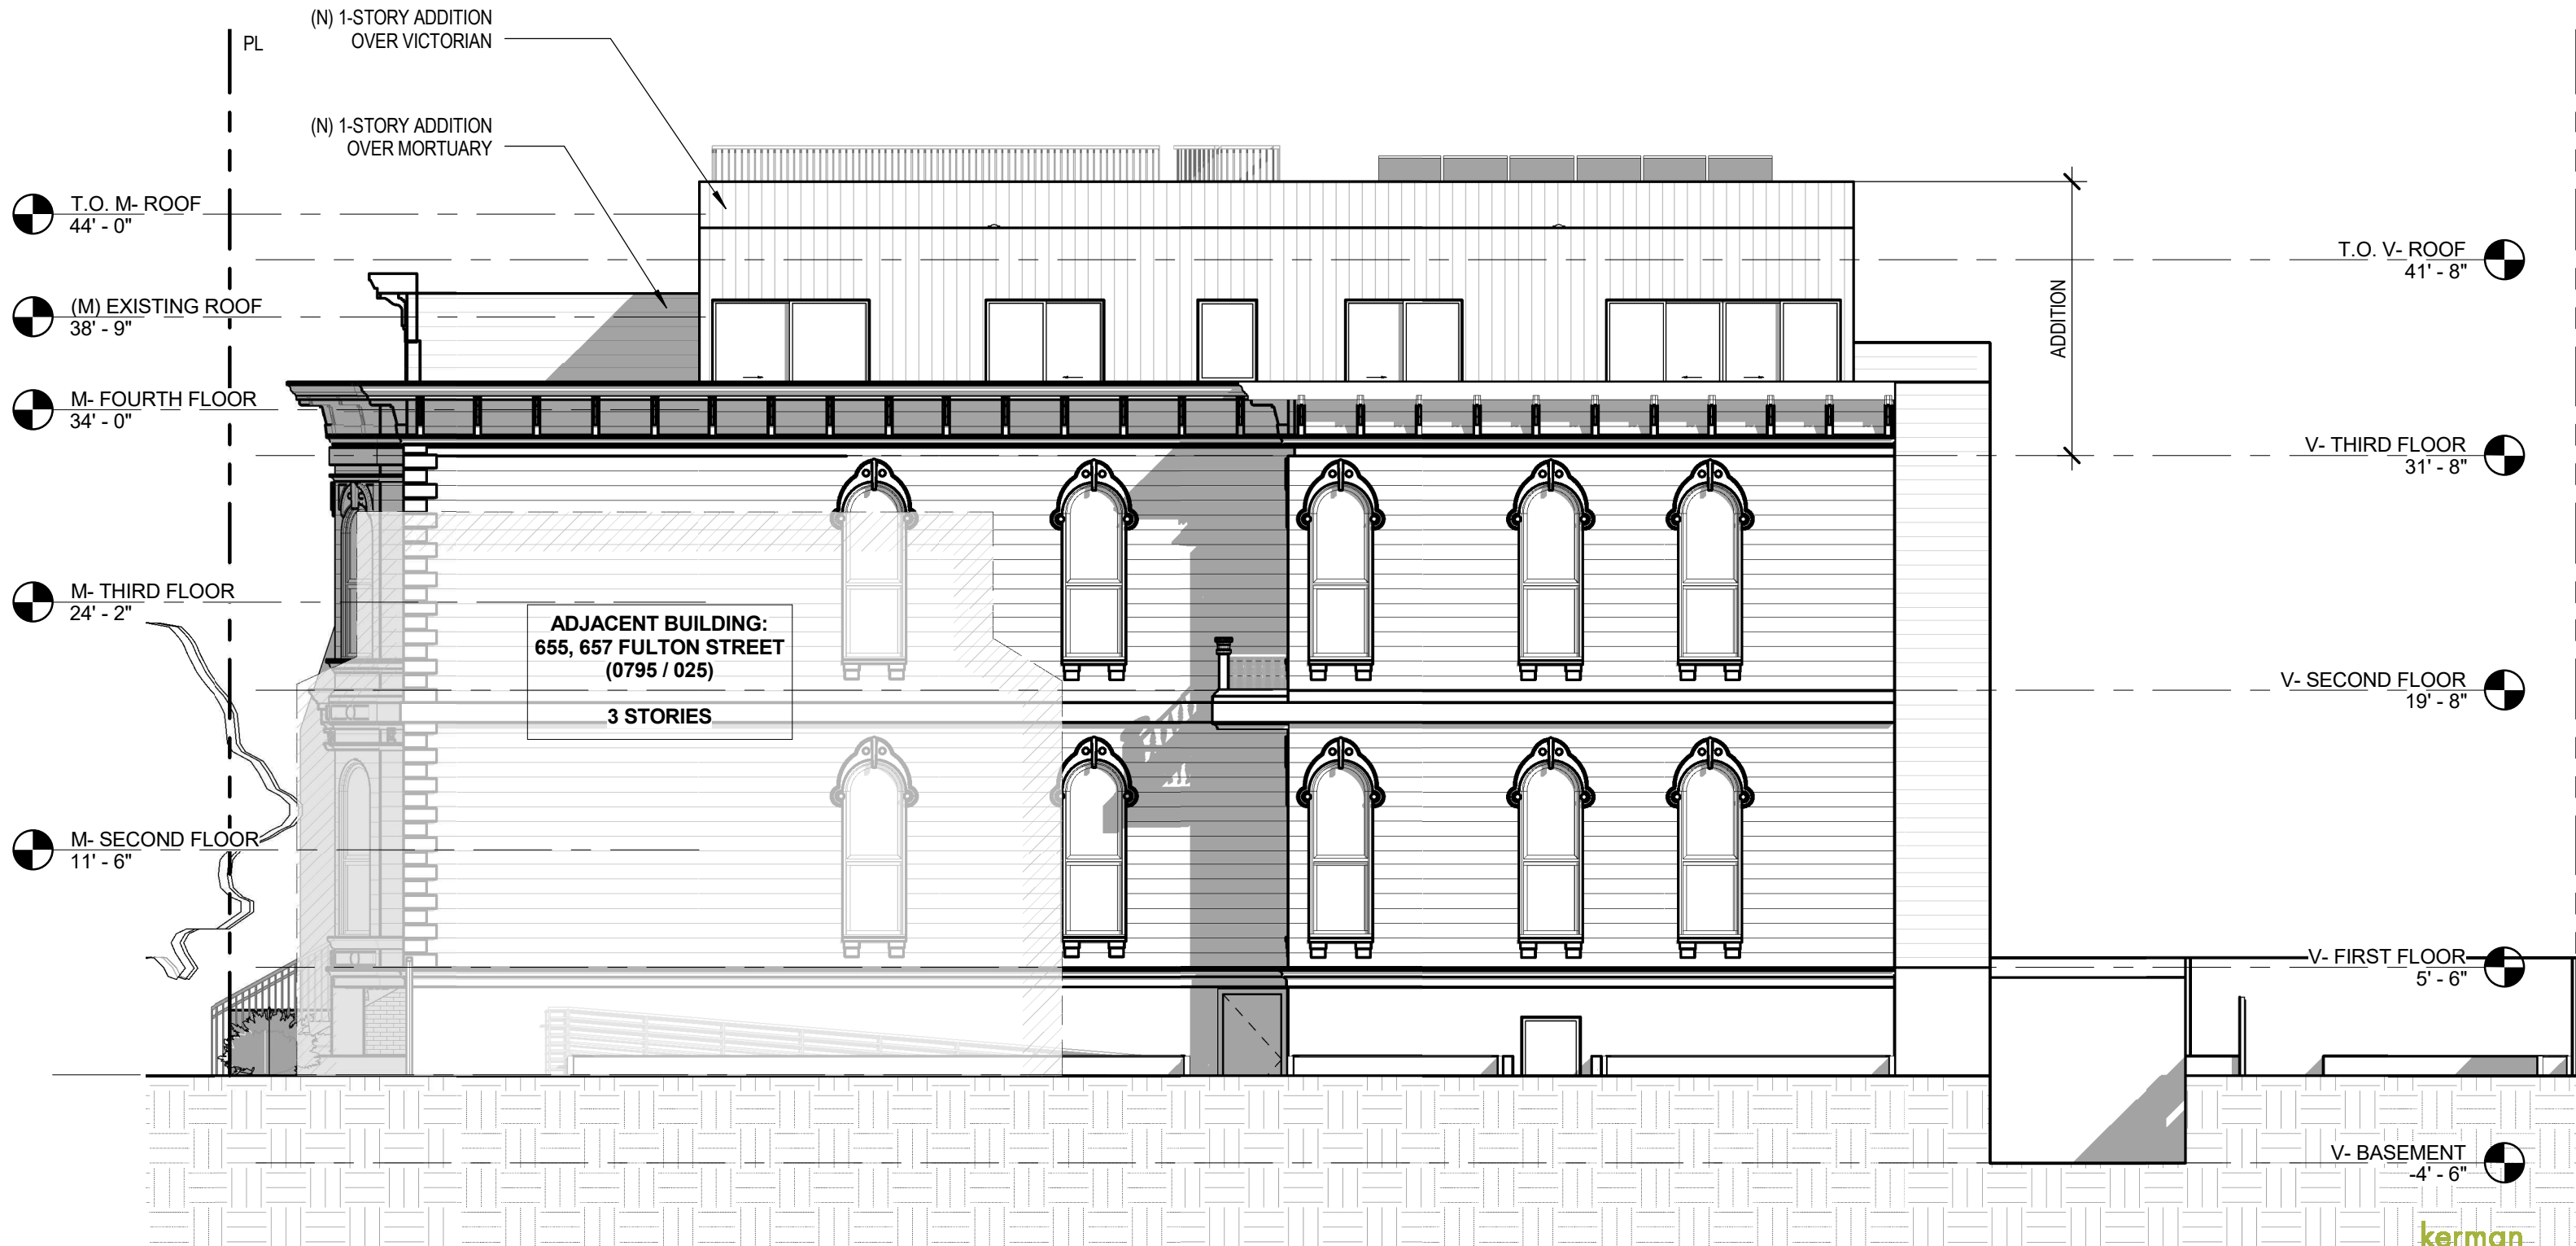 (N) 1-STORY ADDITION
OVER VICTORIAN
PL
(N) 1-STORY ADDITION
OVER MORTUARY
T.O. M- ROOF
44' - 0"
(M) EXISTING ROOF
38' - 9"
M- FOURTH FLOOR
34' - 0"
M- THIRD FLOOR
24' - 2"
M- SECOND FLOOR
11' - 6"
ADJACENT BUILDING:
655, 657 FULTON STREET
(0795 / 025)
3 STORIES
ADDITION
T.O. V- ROOF
41' - 8"
V- THIRD FLOOR
31' - 8"
V- SECOND FLOOR
19' - 8"
V- FIRST FLOOR
5' - 6"
V- BASEMENT
-4' - 6"
kerman